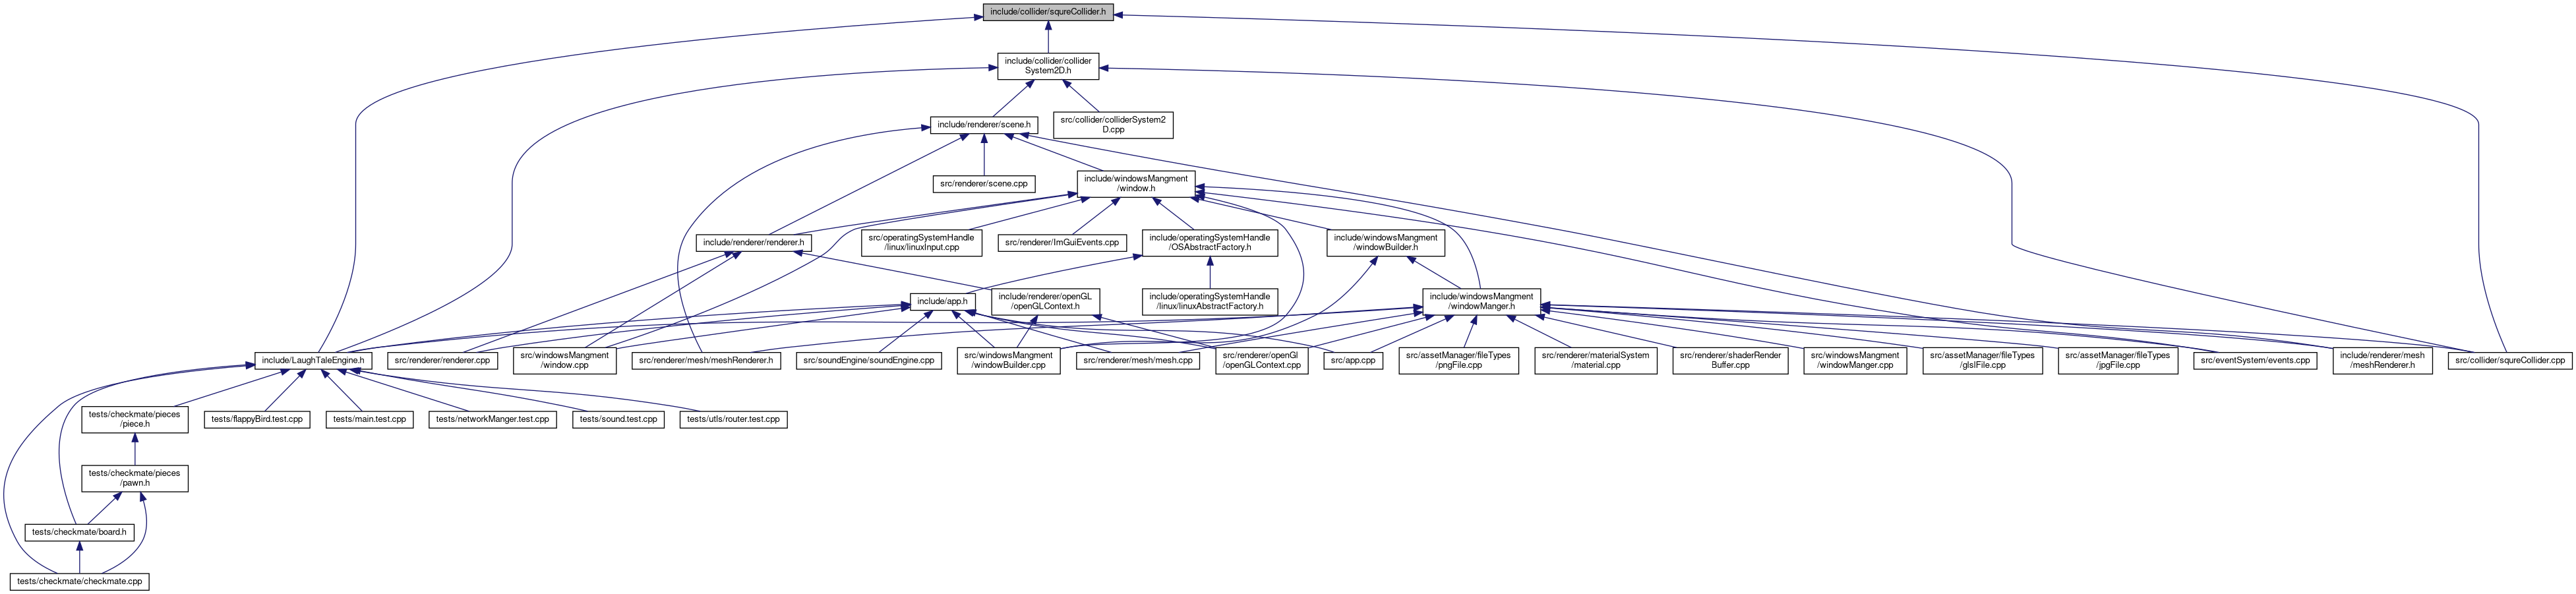 include/collider/squreCollider.h
include/collider/collider
System2D.h
include/renderer/scene.h
src/collider/colliderSystem2
D.cpp
src/renderer/scene.cpp
include/windowsMangment
/window.h
include/renderer/renderer.h
src/operatingSystemHandle
/linux/linuxInput.cpp
src/renderer/ImGuiEvents.cpp
include/operatingSystemHandle
/OSAbstractFactory.h
include/windowsMangment
/windowBuilder.h
include/app.h
include/renderer/openGL
/openGLContext.h
include/operatingSystemHandle
/linux/linuxAbstractFactory.h
include/windowsMangment
/windowManger.h
include/LaughTaleEngine.h
src/renderer/renderer.cpp
src/windowsMangment
/window.cpp
src/renderer/mesh/meshRenderer.h
src/soundEngine/soundEngine.cpp
src/windowsMangment
/windowBuilder.cpp
src/renderer/mesh/mesh.cpp
src/renderer/openGl
/openGLContext.cpp
src/app.cpp
src/assetManager/fileTypes
/pngFile.cpp
src/renderer/materialSystem
/material.cpp
src/renderer/shaderRender
Buffer.cpp
src/windowsMangment
/windowManger.cpp
src/assetManager/fileTypes
/glslFile.cpp
src/assetManager/fileTypes
/jpgFile.cpp
src/eventSystem/events.cpp
include/renderer/mesh
/meshRenderer.h
src/collider/squreCollider.cpp
tests/checkmate/pieces
/piece.h
tests/flappyBird.test.cpp
tests/main.test.cpp
tests/networkManger.test.cpp
tests/sound.test.cpp
tests/utls/router.test.cpp
tests/checkmate/pieces
/pawn.h
tests/checkmate/board.h
tests/checkmate/checkmate.cpp